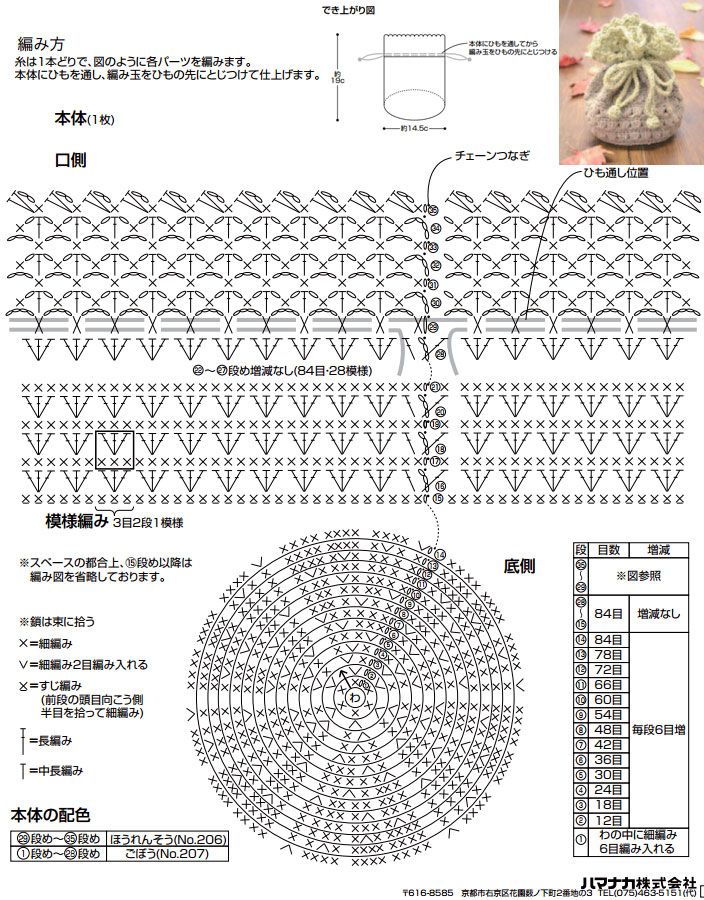 でき上がり図
編み方
糸は1本どりで、図のように各パーツを編みます。
本体にひもを通し、編み玉をひもの先にとじつけて仕上げます。
本体にひもを通してから
編み玉をひもの先にとじつける
約
19c
約14.5c
本体(1枚)
口側
チェーンつなぎ
ひも通し位置
㉟
㉞
㉝
㉜
㉛
㉚
㉙
㉘
㉒～㉗段め増減なし(84目・28模様)
㉑
⑳
⑲
⑱
⑰
⑯
⑮
模様編み 3目2段1模様
※スペースの都合上、⑮段め以降は
編み図を省略しております。
底側
⑭
⑬
⑫
⑪
⑩
⑨
⑧
⑦
⑥
⑤
④
③
②
①
わ
※鎖は束に拾う
×=細編み
∨=細編み2目編み入れる
=すじ編み
(前段の頭目向こう側
半目を拾って細編み)
=長編み
=中長編み
本体の配色
㉙段め～㉟段め ほうれんそう(No.206)
①段め～㉘段め ごぼう(No.207)
段 目数 増減
㉟～㉙ ※図参照
㉘～⑮ 84目 増減なし
⑭ 84目 毎段6目増
⑬ 78目
⑫ 72目
⑪ 66目
⑩ 60目
⑨ 54目
⑧ 48目
⑦ 42目
⑥ 36目
⑤ 30目
④ 24目
③ 18目
② 12目
① わの中に細編み
6目編み入れる
ハマナカ株式会社
〒616-8585 京都市右京区花園薮ノ下町2番地の3 TEL(075)463-5151(代)